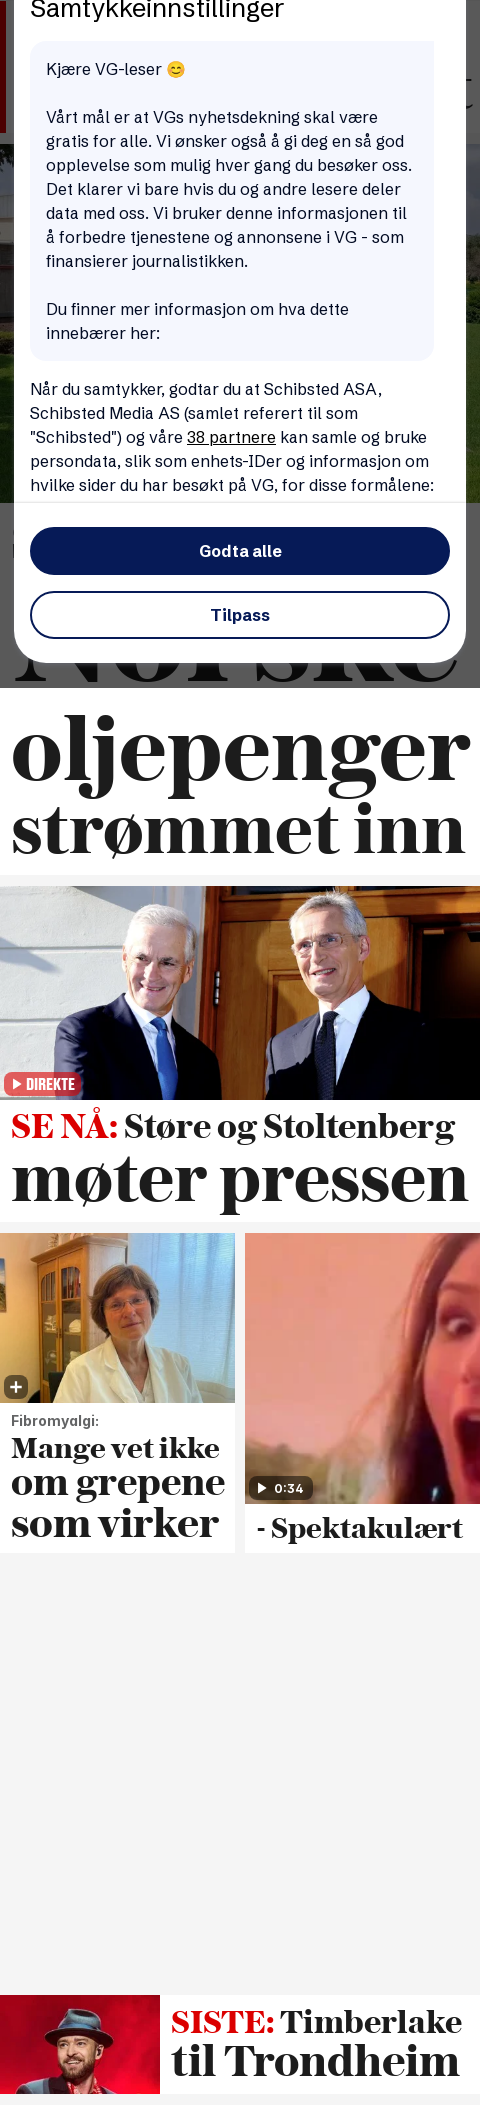 Samtykkeinnstillinger
Kjære VG-leser 😊
Vårt mål er at VGs nyhetsdekning skal være
gratis for alle. Vi ønsker også å gi deg en så god
opplevelse som mulig hver gang du besøker oss.
Det klarer vi bare hvis du og andre lesere deler
data med oss. Vi bruker denne informasjonen til
å forbedre tjenestene og annonsene i VG - som
finansierer journalistikken.
Du finner mer informasjon om hva dette
innebærer her:
Når du samtykker, godtar du at Schibsted ASA,
Schibsted Media AS (samlet referert til som
"Schibsted") og våre 38 partnere kan samle og bruke
persondata, slik som enhets-IDer og informasjon om
hvilke sider du har besøkt på VG, for disse formålene:
Godta alle
Tilpass
oljepenger
strømmet inn
DIREKTE
SE NÅ: Støre og Stoltenberg
møter pressen
Fibromyalgi:
Mange vet ikke
om grepene
som virker
0:34
- Spektakulært
SISTE: Timberlake
til Trondheim